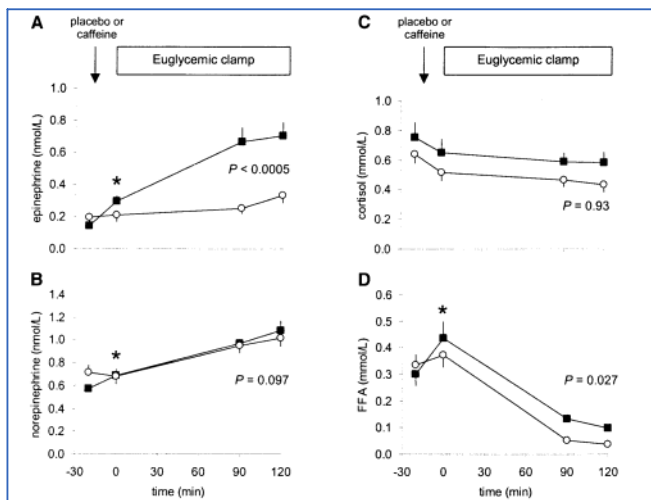 A
placebo or
caffeine
Euglycemic clamp
epinephrine (nmol/L)
1.0
0.8
0.6
0.4
0.2
0.0
*
P < 0.0005
B
norepinephrine (nmol/L)
1.4
1.2
1.0
0.8
0.6
0.4
0.2
0.0
*
P = 0.097
-30 0 30 60 90 120
time (min)
C
placebo or
caffeine
Euglycemic clamp
cortisol (mmol/L)
1.0
0.8
0.6
0.4
0.2
0.0
P = 0.93
D
FFA (mmol/L)
0.6
0.5
0.4
0.3
0.2
0.1
0.0
*
P = 0.027
-30 0 30 60 90 120
time (min)